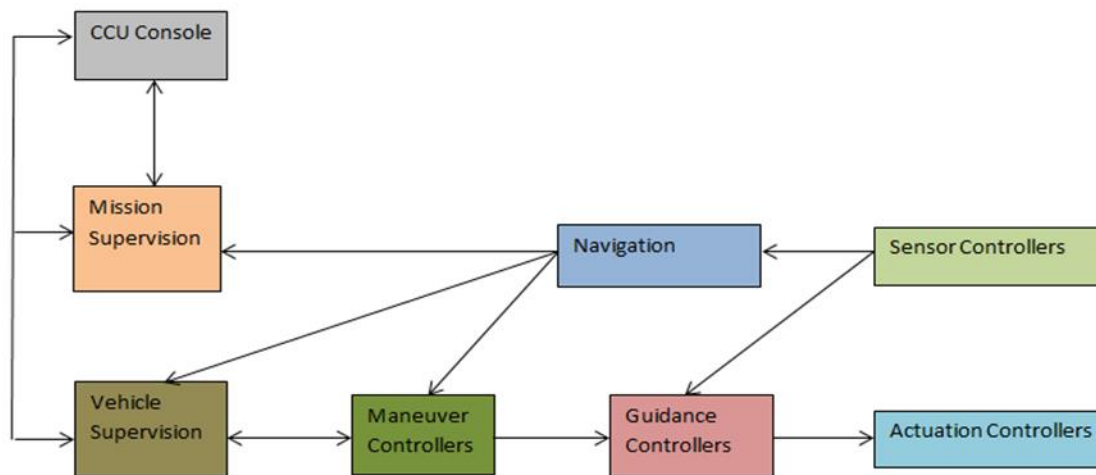 CCU Console
Mission
Supervision
Navigation
Sensor Controllers
Vehicle
Supervision
Maneuver
Controllers
Guidance
Controllers
Actuation Controllers